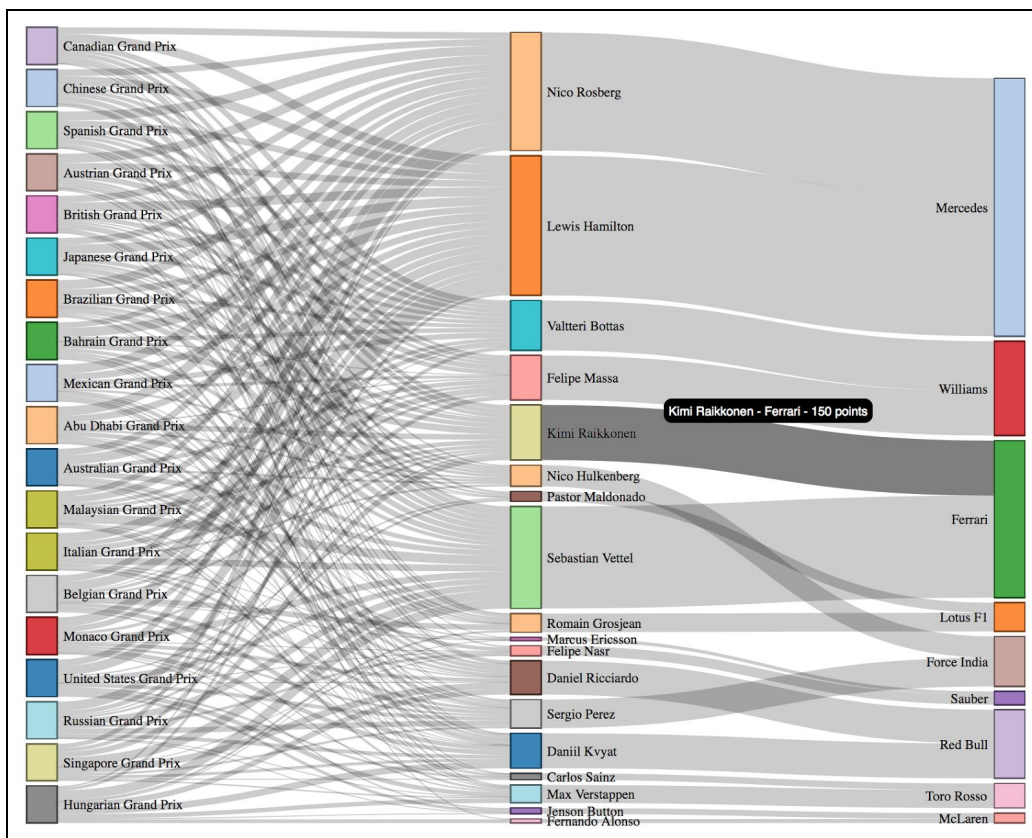 Canadian Grand Prix
Chinese Grand Prix
Spanish Grand Prix
Austrian Grand Prix
British Grand Prix
Japanese Grand Prix
Brazilian Grand Prix
Bahrain Grand Prix
Mexican Grand Prix
Abu Dhabi Grand Prix
Australian Grand Prix
Malaysian Grand Prix
Italian Grand Prix
Belgian Grand Prix
Monaco Grand Prix
United States Grand Prix
Russian Grand Prix
Singapore Grand Prix
Hungarian Grand Prix
Nico Rosberg
Lewis Hamilton
Valtteri Bottas
Felipe Massa
Kimi Raikkonen
Nico Hulkenberg
Pastor Maldonado
Sebastian Vettel
Romain Grosjean
Marcus Ericsson
Felipe Nasr
Daniel Ricciardo
Sergio Perez
Daniil Kvyat
Carlos Sainz
Max Verstappen
Jenson Button
Fernando Alonso
Kimi Raikkonen - Ferrari - 150 points
Mercedes
Williams
Ferrari
Lotus F1
Force India
Sauber
Red Bull
Toro Rosso
McLaren